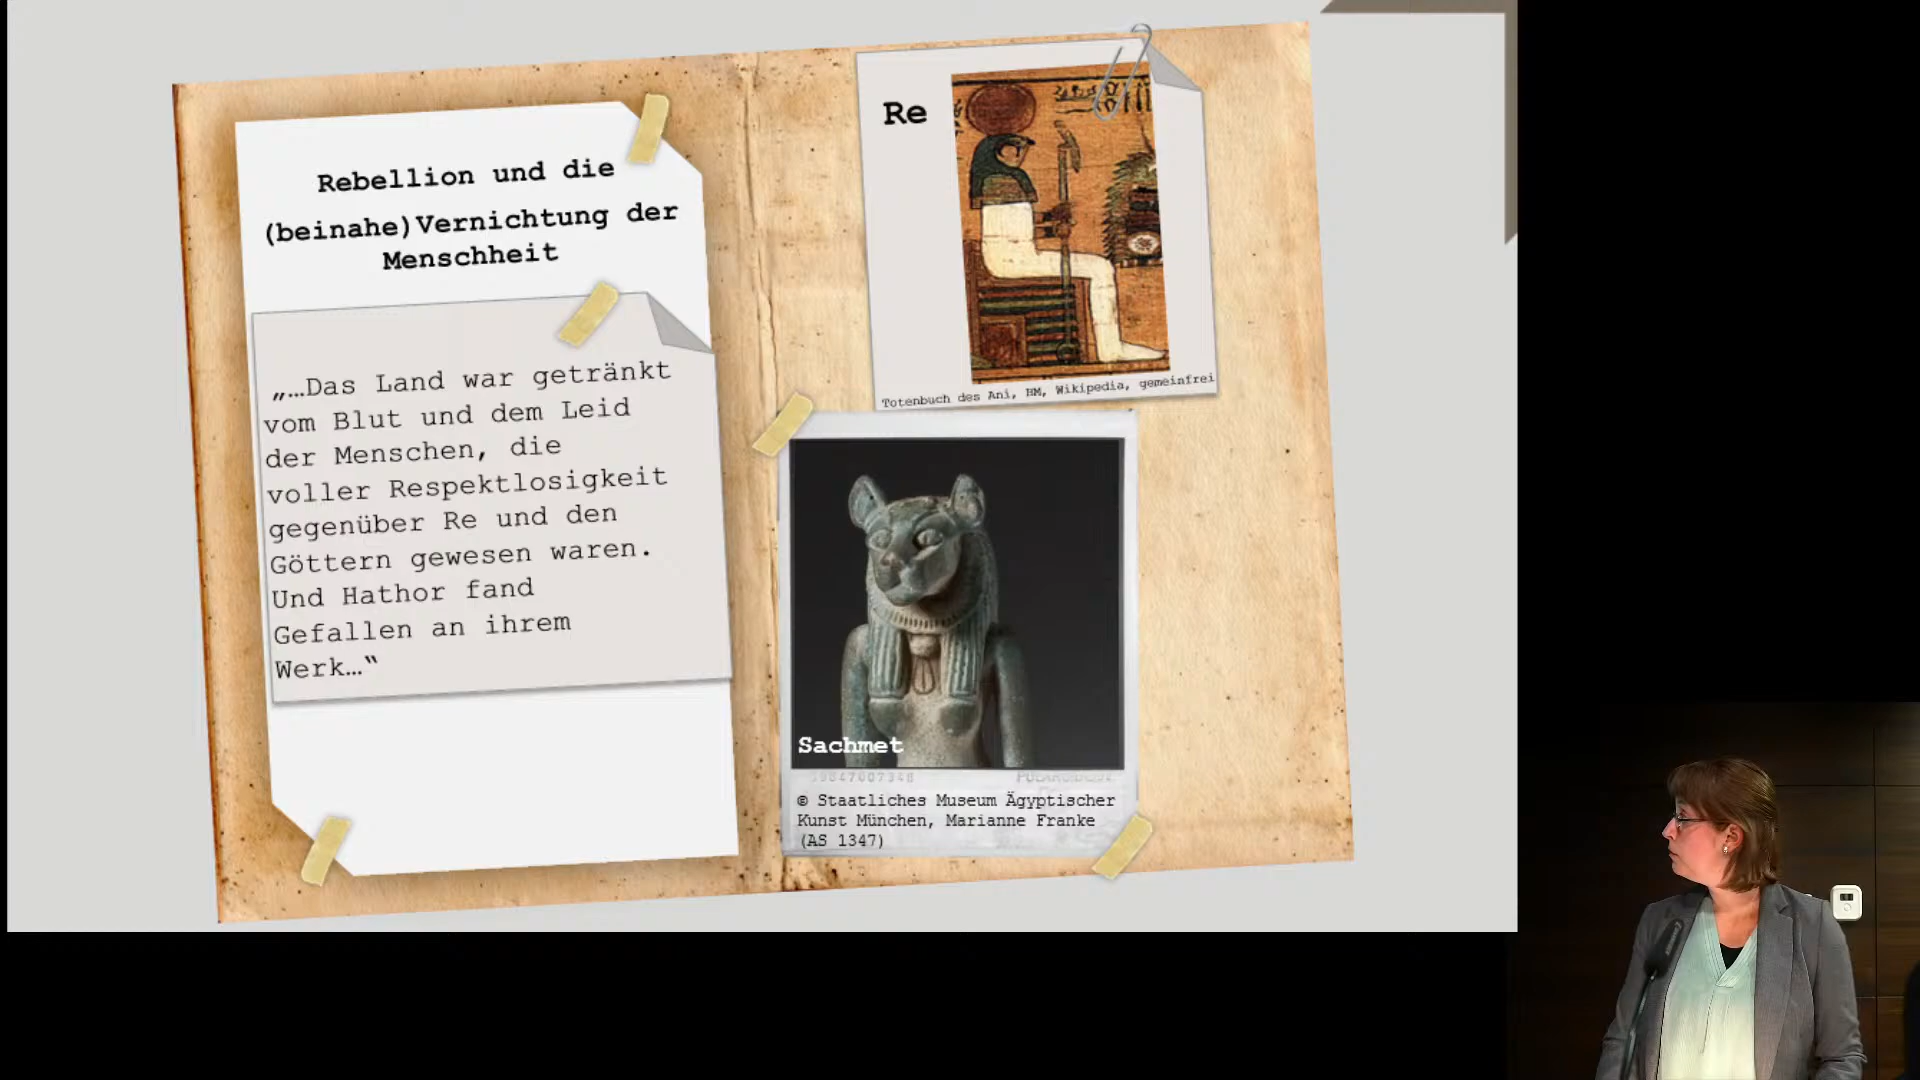 Rebellion und die
(beinahe)Vernichtung der
Menschheit
„…Das Land war getränkt
vom Blut und dem Leid
der Menschen, die
voller Respektlosigkeit
gegenüber Re und den
Göttern gewesen waren.
Und Hathor fand
Gefallen an ihrem
Werk…“
Re
Totenbuch des Ani, BM, Wikipedia, gemeinfrei
Sachmet
© Staatliches Museum Ägyptischer
Kunst München, Marianne Franke
(AS 1347)